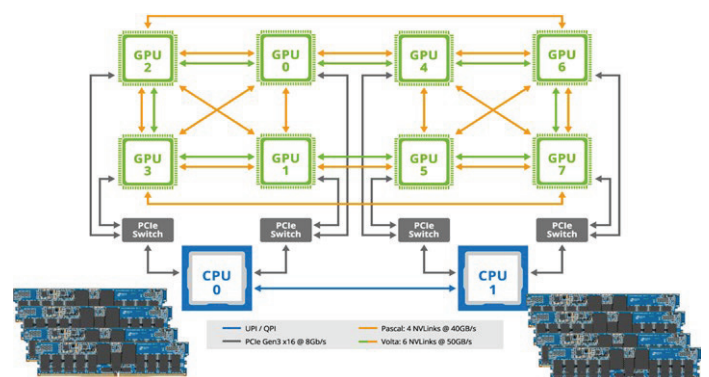 GPU
2
GPU
0
GPU
4
GPU
6
GPU
3
GPU
1
GPU
5
GPU
7
PCIe
Switch
PCIe
Switch
PCIe
Switch
PCIe
Switch
CPU
0
CPU
1
UPI / QPI
Pascal: 4 NVLinks @ 40GB/s
PCIe Gen3 x16 @ 8Gb/s
Volta: 6 NVLinks @ 50GB/s